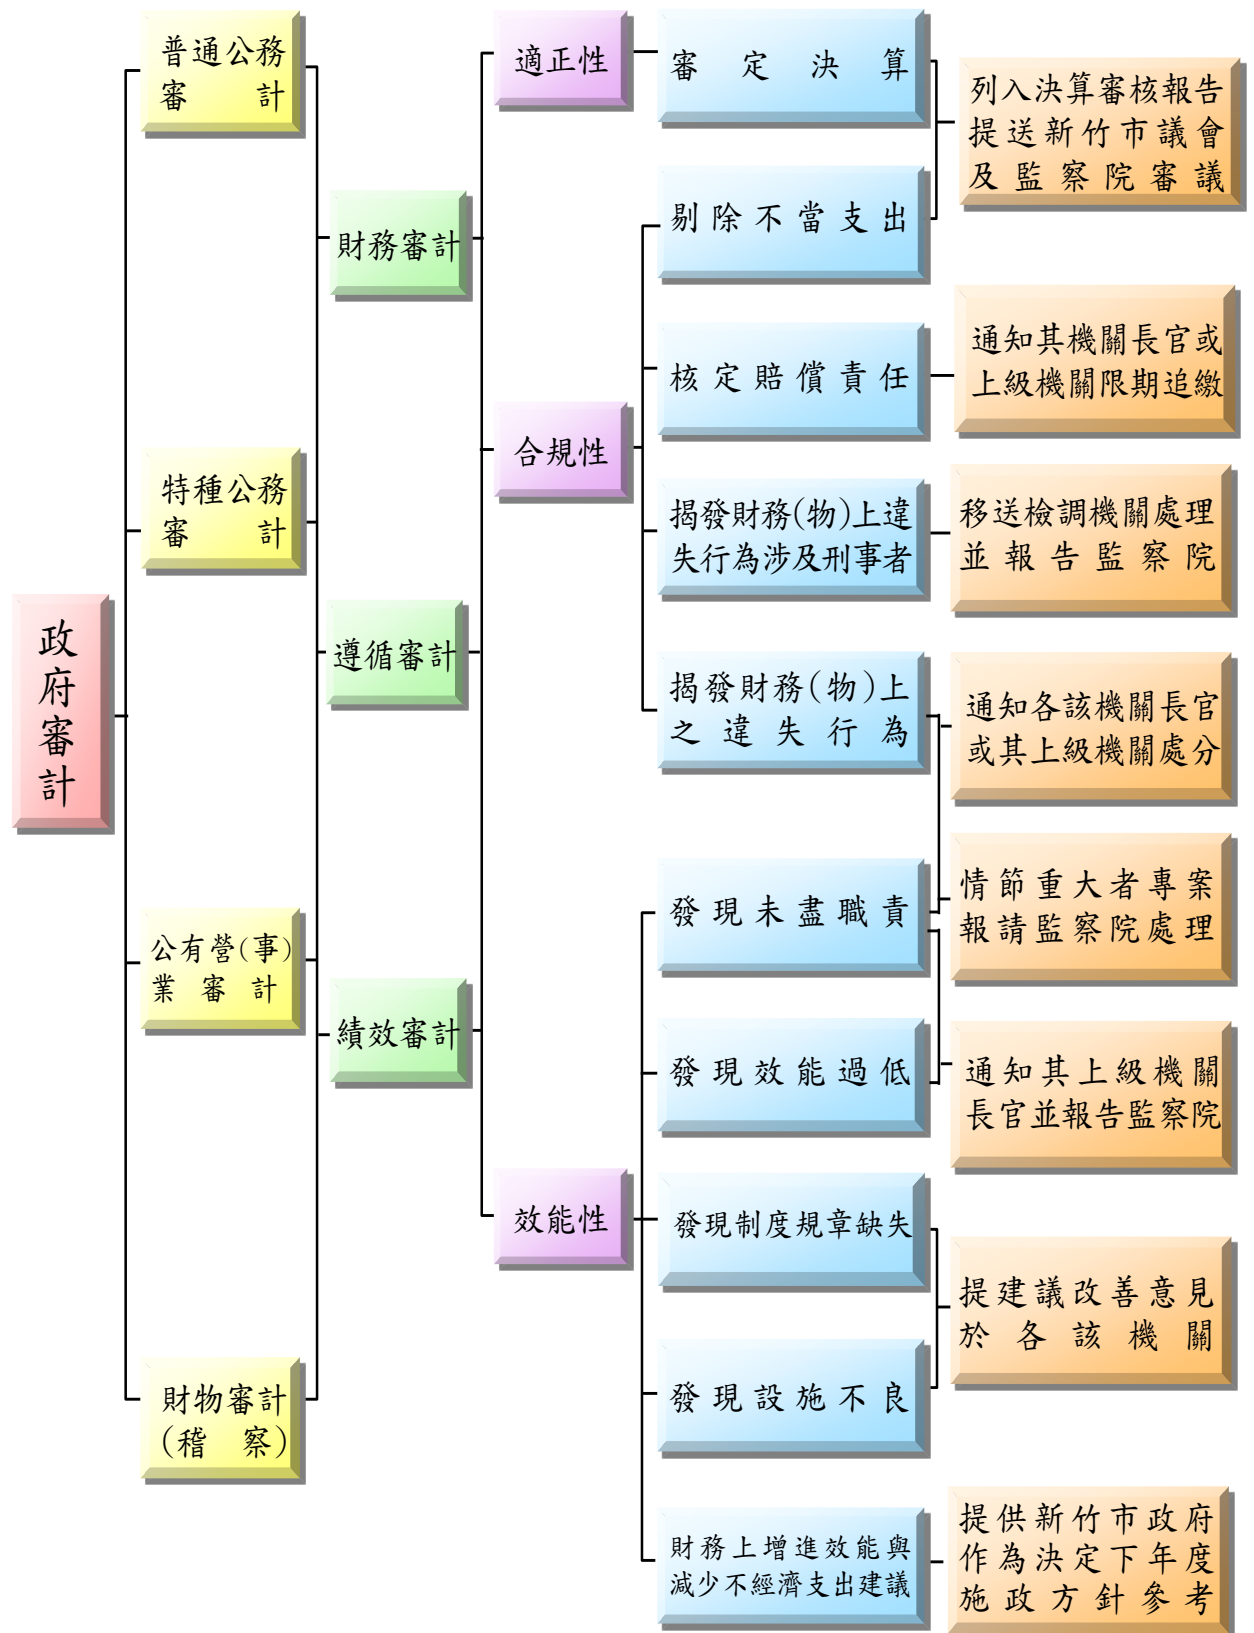 政府審計
普通公務
審計
特種公務
審計
公有營(事)
業審計
財物審計
(稽察)
財務審計
遵循審計
績效審計
適正性
合規性
效能性
審定決算
剔除不當支出
核定賠償責任
揭發財務(物)上違
失行為涉及刑事者
揭發財務(物)上
之違失行為
發現未盡職責
發現效能過低
發現制度規章缺失
發現設施不良
財務上增進效能與
減少不經濟支出建議
列入決算審核報告
提送新竹市議會
及監察院審議
通知其機關長官或
上級機關限期追繳
移送檢調機關處理
並報告監察院
通知各該機關長官
或其上級機關處分
情節重大者專案
報請監察院處理
通知其上級機關
長官並報告監察院
提建議改善意見
於各該機關
提供新竹市政府
作為決定下年度
施政方針參考